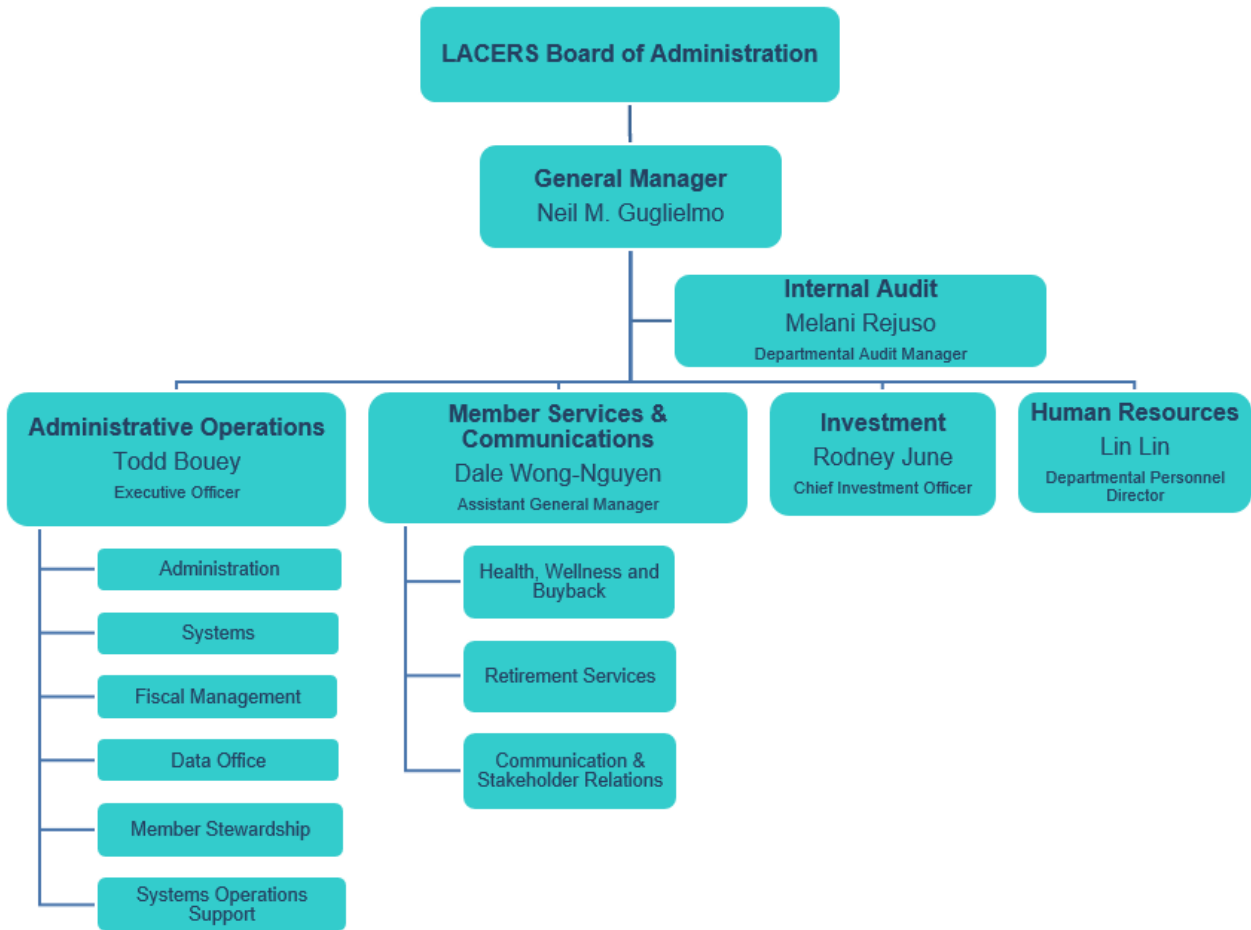 LACERS Board of Administration
General Manager
Neil M. Guglielmo
Internal Audit
Melani Rejuso
Departmental Audit Manager
Administrative Operations
Todd Bouey
Executive Officer
Member Services &
Communications
Dale Wong-Nguyen
Assistant General Manager
Investment
Rodney June
Chief Investment Officer
Human Resources
Lin Lin
Departmental Personnel
Director
Administration
Systems
Fiscal Management
Data Office
Member Stewardship
Systems Operations
Support
Health, Wellness and
Buyback
Retirement Services
Communication &
Stakeholder Relations